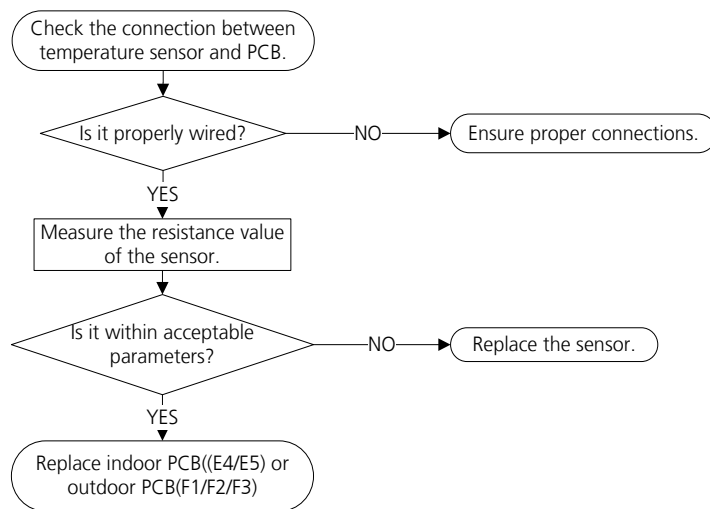 Check the connection between
temperature sensor and PCB.
Is it properly wired?
NO
Ensure proper connections.
YES
Measure the resistance value
of the sensor.
Is it within acceptable
parameters?
NO
Replace the sensor.
YES
Replace indoor PCB((E4/E5) or
outdoor PCB(F1/F2/F3)